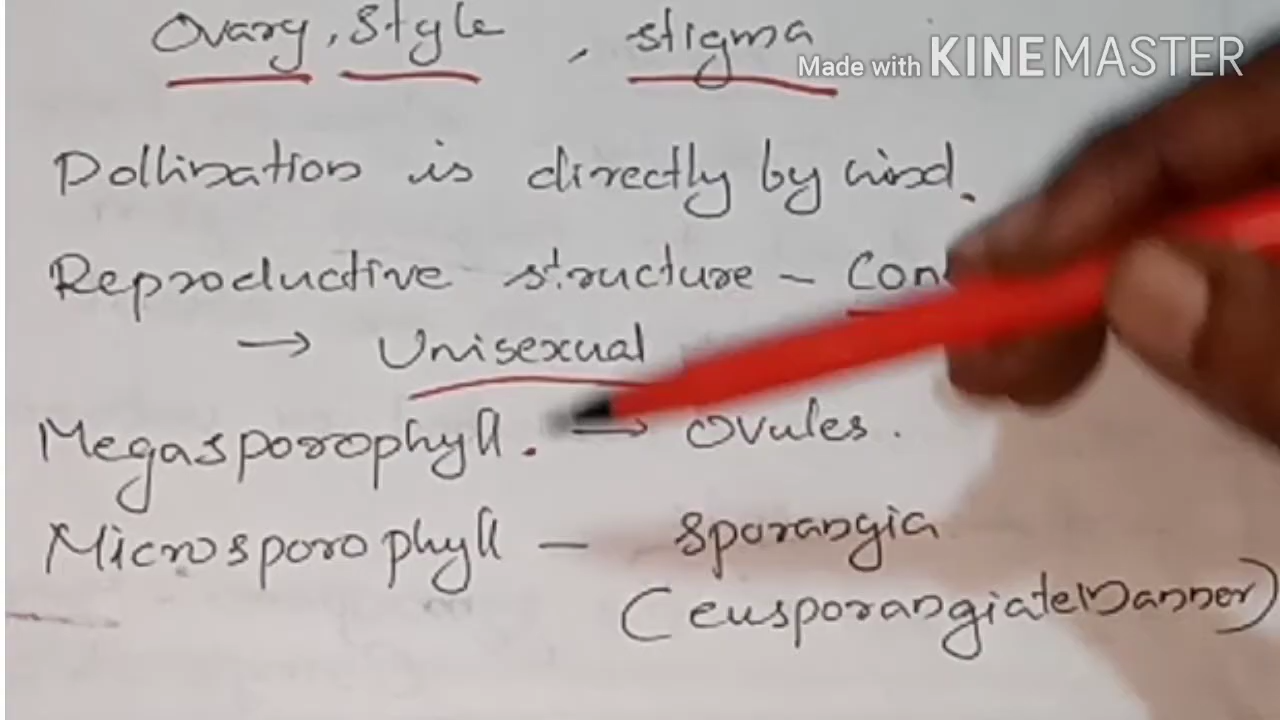 Ovary, Style, stigma
Made with KINEMASTER
Pollination is directly by wind.
Reproductive structure - 
→ Unisexual
Megasporophyll. → Ovules.
Microsporophyll - Sporangia
(eusporangiate manner)